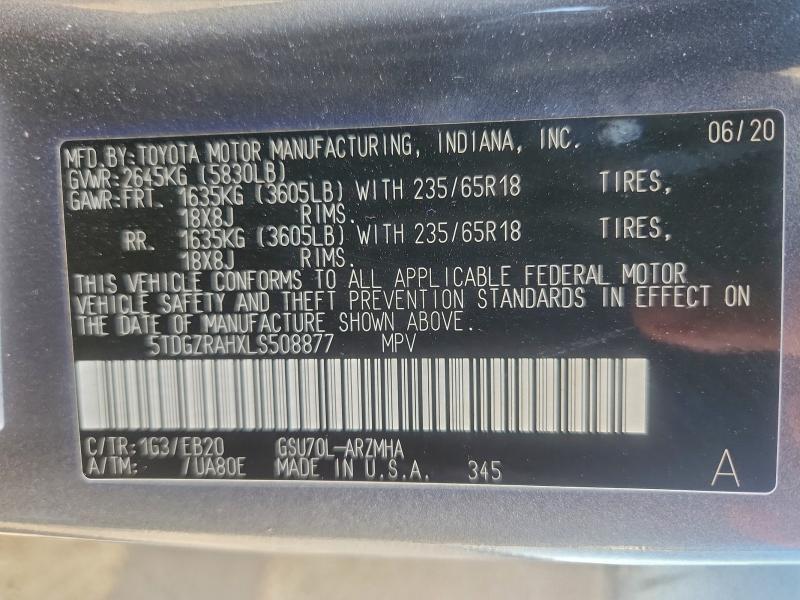 MFD.BY:TOYOTA MOTOR MANUFACTURING, INDIANA, INC. 06/20
GVWR:2645KG (5830LB)
GAWR:FRT. 1635KG (3605LB) WITH 235/65R18 TIRES,
18X8J RIMS.
RR. 1635KG (3605LB) WITH 235/65R18 TIRES,
18X8J RIMS.
THIS VEHICLE CONFORMS TO ALL APPLICABLE FEDERAL MOTOR
VEHICLE SAFETY AND THEFT PREVENTION STANDARDS IN EFFECT ON
THE DATE OF MANUFACTURE SHOWN ABOVE.
5TDGZRAHXLS508877 MPV
C/TR:1G3/EB20 GSU70L-ARZMHA
A/TM: /UA80E MADE IN U.S.A. 345 A